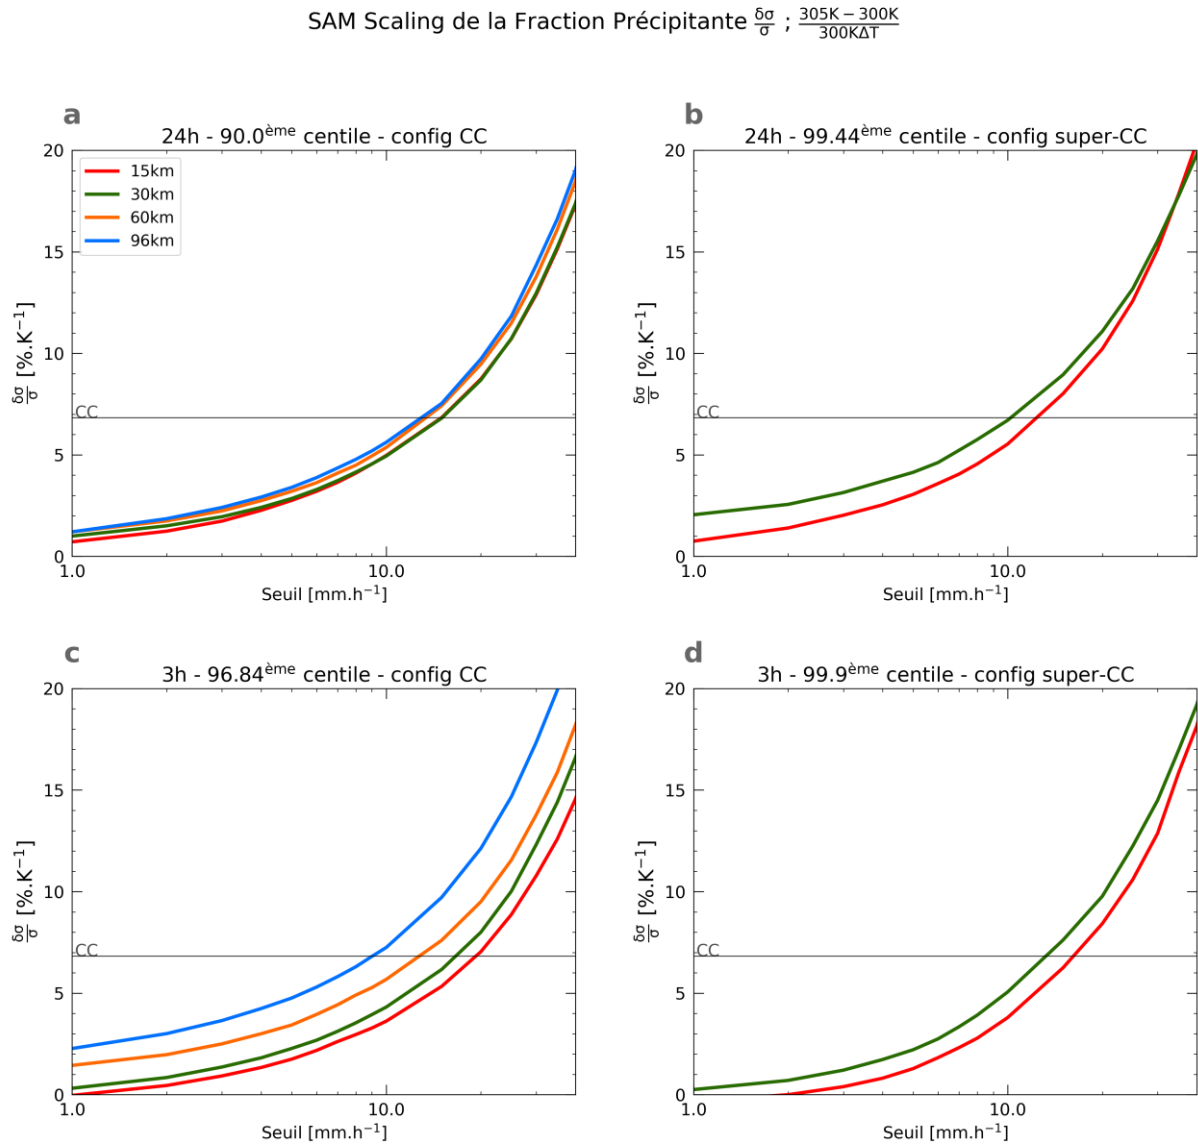 SAM Scaling de la Fraction Précipitante δσ/σ ; 305K − 300K/300KΔT
a
24h - 90.0ème centile - config CC
20
15
10
5
0
δσ/σ [%.K−1]
15km
30km
60km
96km
CC
1.0
10.0
Seuil [mm.h−1]
b
24h - 99.44ème centile - config super-CC
20
15
10
5
0
δσ/σ [%.K−1]
CC
1.0
10.0
Seuil [mm.h−1]
c
3h - 96.84ème centile - config CC
20
15
10
5
0
δσ/σ [%.K−1]
CC
1.0
10.0
Seuil [mm.h−1]
d
3h - 99.9ème centile - config super-CC
20
15
10
5
0
δσ/σ [%.K−1]
CC
1.0
10.0
Seuil [mm.h−1]